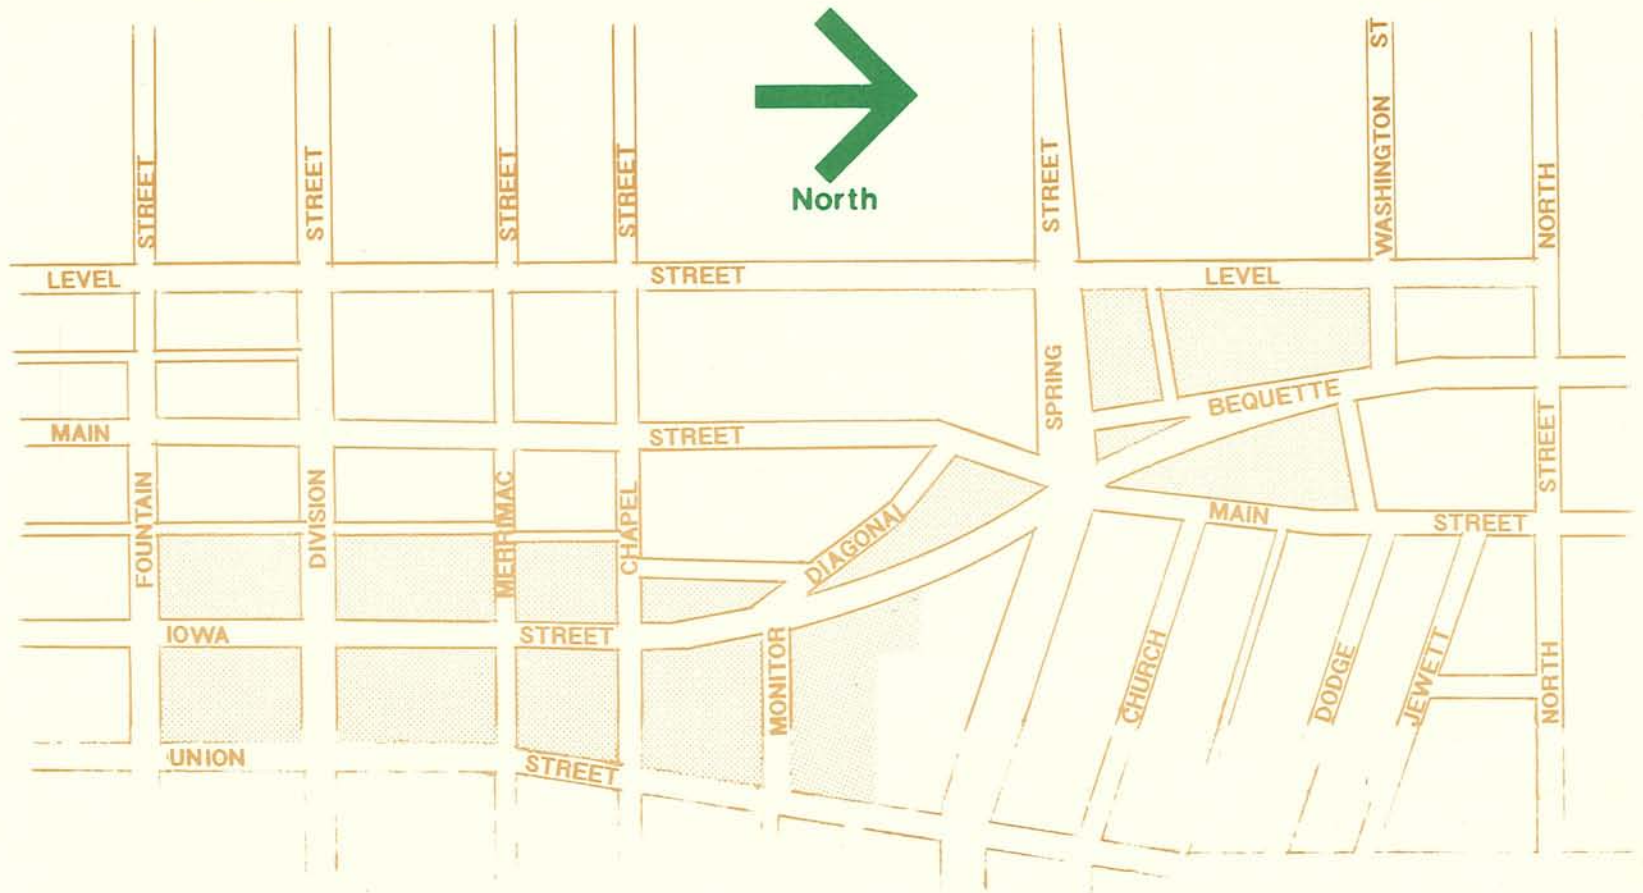 STREET
STREET
STREET
STREET
North
STREET
WASHINGTON ST
NORTH
LEVEL
STREET
LEVEL
SPRING
BEQUETTE
MAIN
STREET
STREET
FOUNTAIN
DIVISION
MERRIMAC
CHAPEL
DIAGONAL
MAIN
STREET
IOWA
STREET
MONITOR
CHURCH
DODGE
JEWETT
NORTH
UNION
STREET